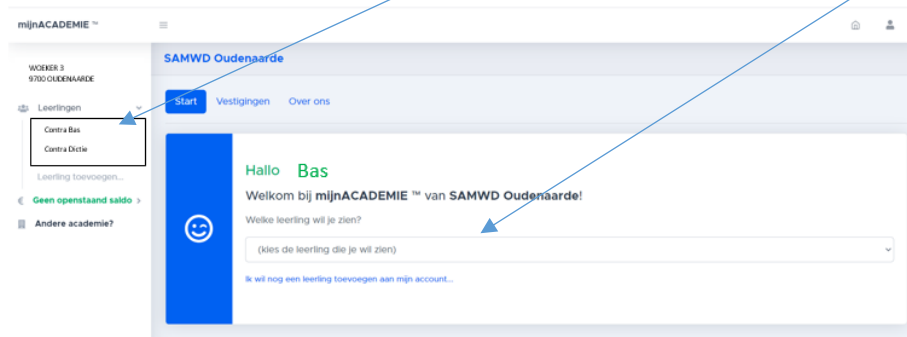 mijnACADEMIE ™
WOEKER 3
9700 OUDENAARDE
Leerlingen
Contra Bas
Contra Dictie
Leerling toevoegen...
€ Geen openstaand saldo >
Andere academie?
SAMWD Oudenaarde
Start Vestigingen Over ons
Hallo Bas
Welkom bij mijnACADEMIE ™ van SAMWD Oudenaarde!
Welke leerling wil je zien?
(kies de leerling die je wil zien)
Ik wil nog een leerling toevoegen aan mijn account...